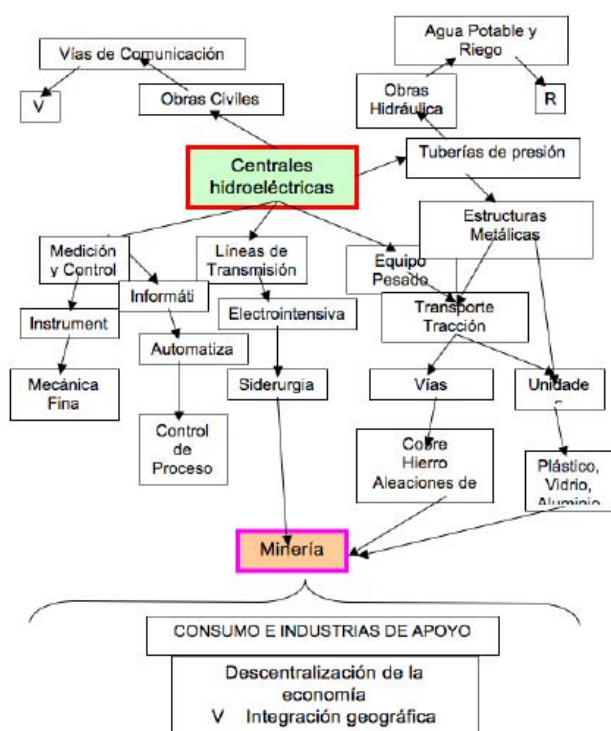 Vías de Comunicación
Agua Potable y
Riego
V
Obras Civiles
Obras
Hidráulica
R
Centrales
hidroeléctricas
Tuberías de presión
Estructuras
Metálicas
Medición
y Control
Líneas de
Transmisión
Equipo
Pesado
Informáti
Instrument
Electrointensiva
Transporte
Tracción
Automatiza
Mecánica
Fina
Siderurgia
Vías
Unidade
Control
de
Proceso
Cobre
Hierro
Aleaciones de
Plástico,
Vidrio,
Aluminio
Minería
CONSUMO E INDUSTRIAS DE APOYO
Descentralización de la
economía
V Integración geográfica